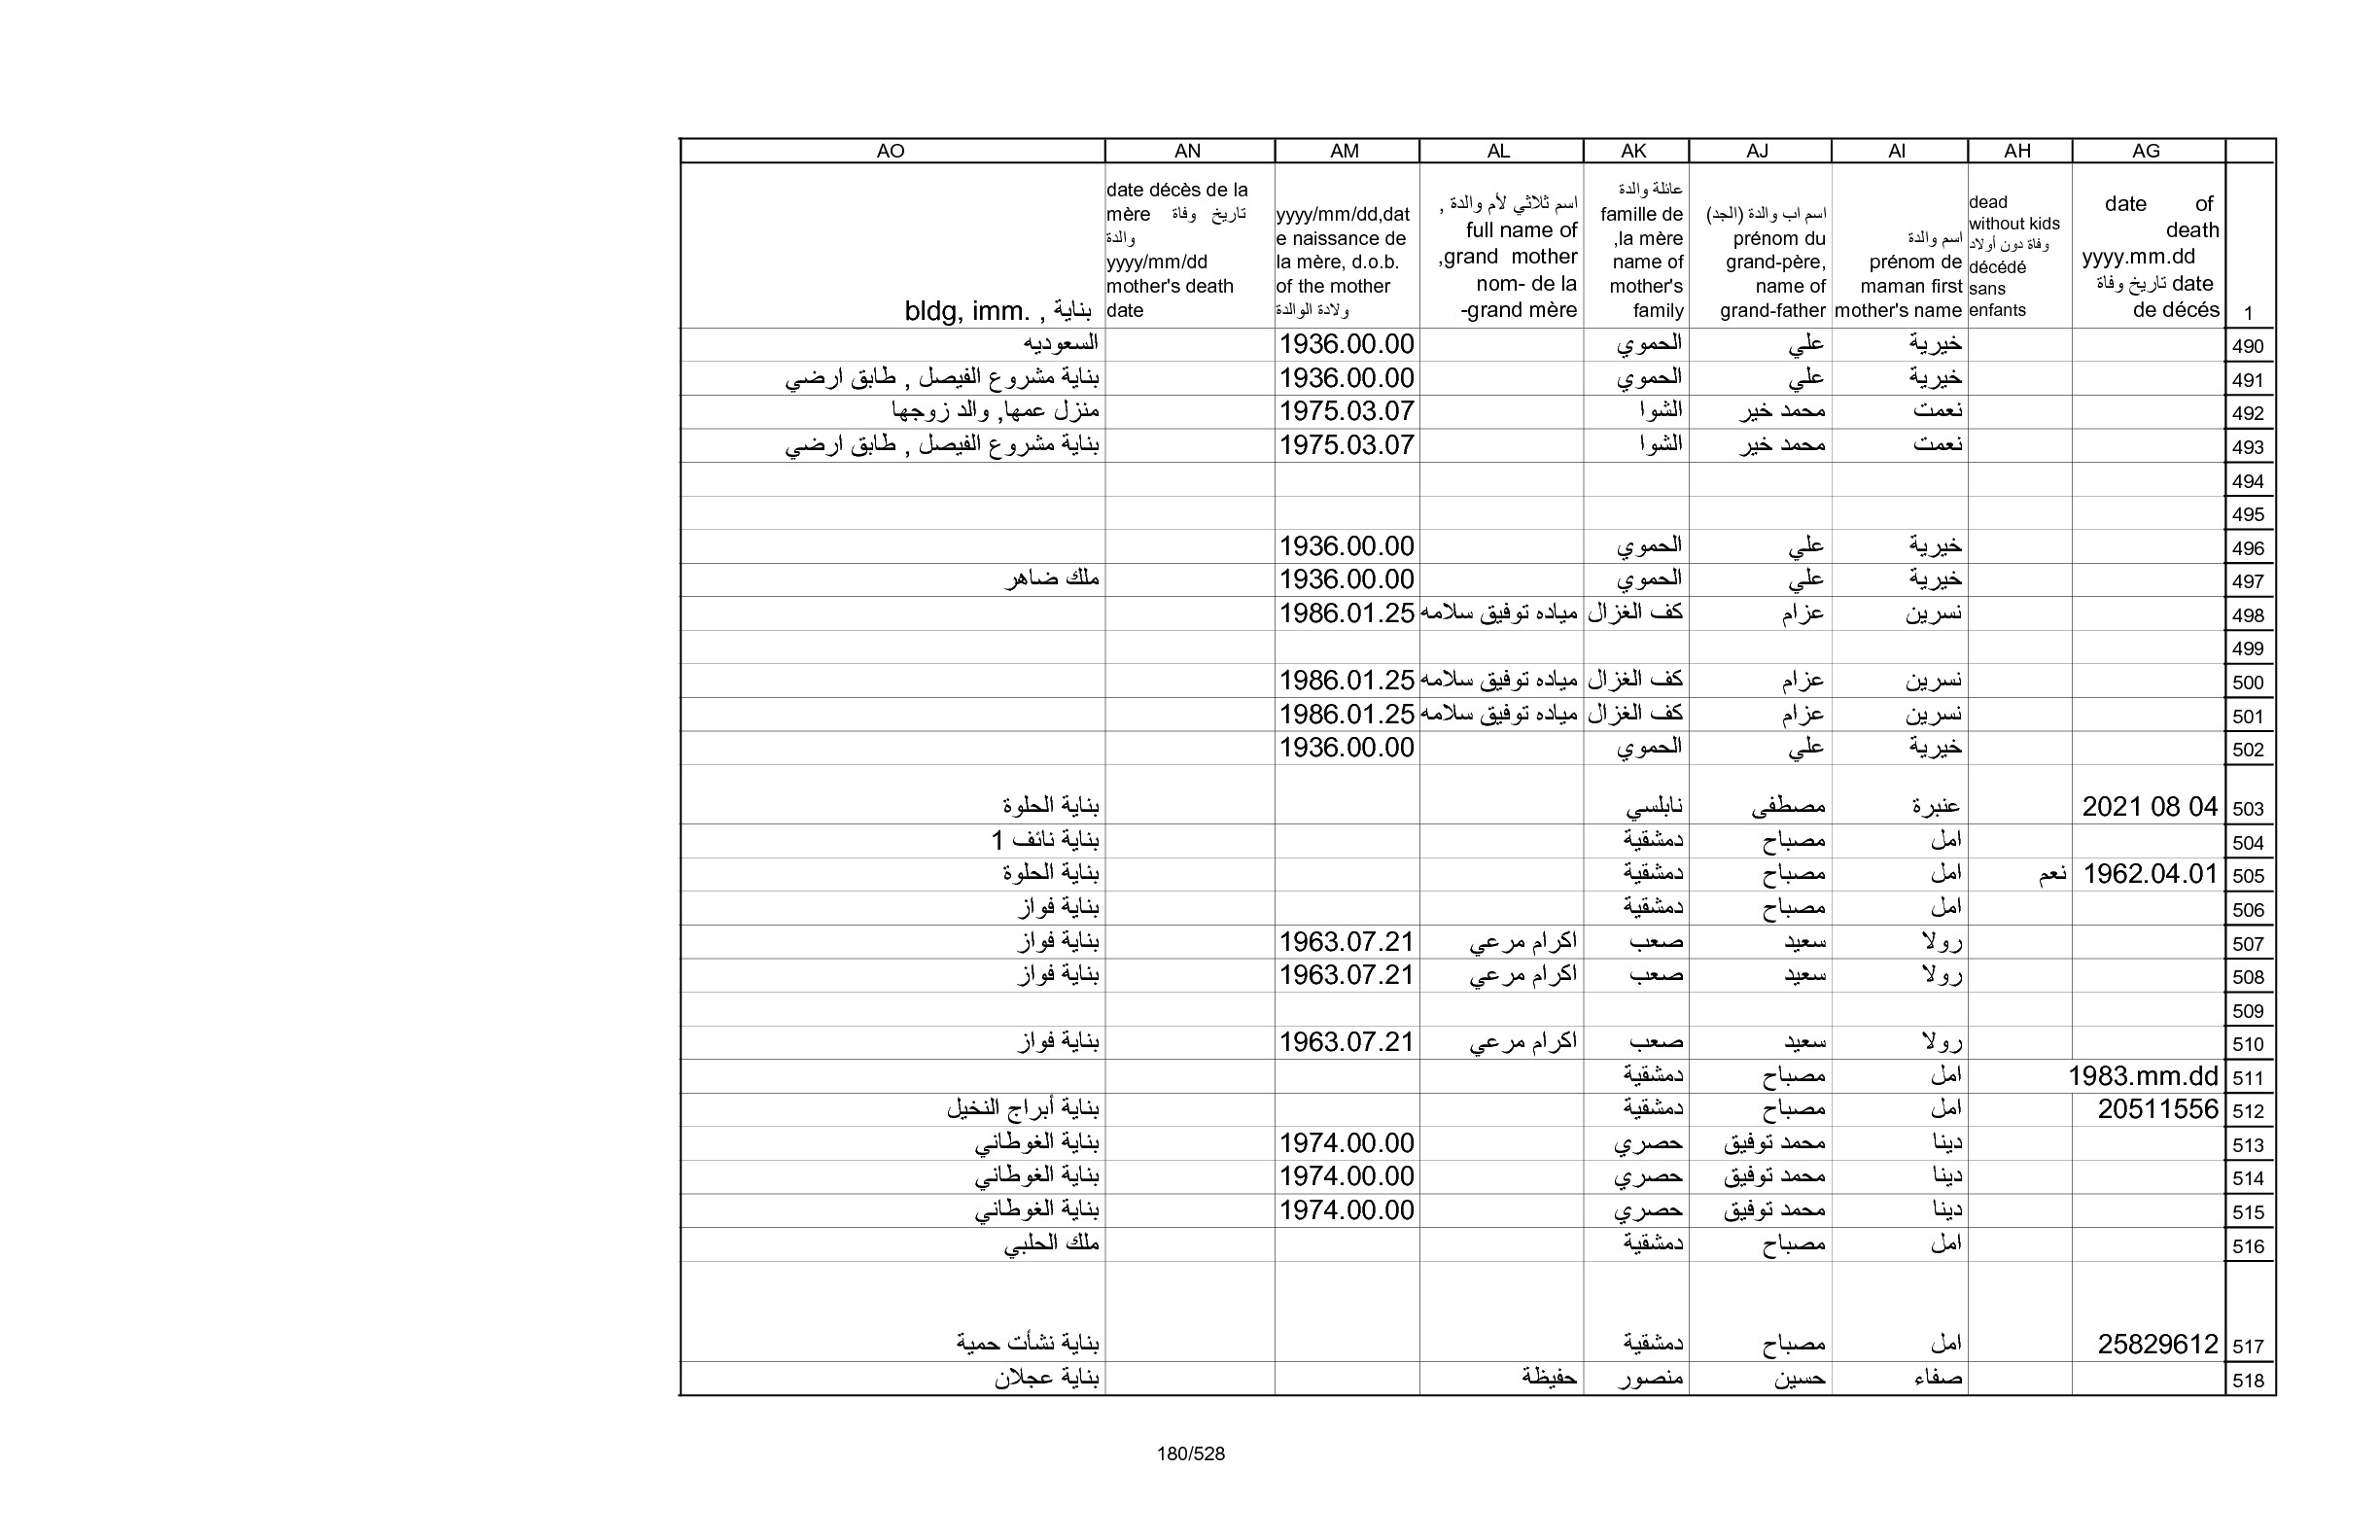 AG AH AI AJ AK AL AM AN AO
1 date of death yyyy.mm.dd تاريخ وفاة date de décés | dead without kids وفاة دون أولاد décédé sans enfants | اسم والدة prénom de maman first mother's name | اسم اب والدة (الجد) prénom du grand-père, name of grand-father | عائلة والدة famille de la mère, name of mother's family | اسم ثلاثي لأم والدة , full name of grand mother, nom- de la grand mère- | yyyy/mm/dd,date naissance de la mère, d.o.b. of the mother ولادة الوالدة | date décès de la mère تاريخ وفاة والدة yyyy/mm/dd mother's death date | بناية , bldg, imm.
490 خيرية علي الحموي 1936.00.00 السعوديه
491 خيرية علي الحموي 1936.00.00 بناية مشروع الفيصل , طابق ارضي
492 نعمت محمد خير الشوا 1975.03.07 منزل عمها, والد زوجها
493 نعمت محمد خير الشوا 1975.03.07 بناية مشروع الفيصل , طابق ارضي
494
495
496 خيرية علي الحموي 1936.00.00
497 خيرية علي الحموي 1936.00.00 ملك ضاهر
498 نسرين عزام كف الغزال مياده توفيق سلامه 1986.01.25
499
500 نسرين عزام كف الغزال مياده توفيق سلامه 1986.01.25
501 نسرين عزام كف الغزال مياده توفيق سلامه 1986.01.25
502 خيرية علي الحموي 1936.00.00
503 2021 08 04 عنبرة مصطفى نابلسي بناية الحلوة
504 امل مصباح دمشقية بناية نائف 1
505 1962.04.01 نعم امل مصباح دمشقية بناية الحلوة
506 امل مصباح دمشقية بناية فواز
507 رولا سعيد صعب اكرام مرعي 1963.07.21 بناية فواز
508 رولا سعيد صعب اكرام مرعي 1963.07.21 بناية فواز
509
510 رولا سعيد صعب اكرام مرعي 1963.07.21 بناية فواز
511 1983.mm.dd امل مصباح دمشقية
512 20511556 امل مصباح دمشقية بناية أبراج النخيل
513 دينا محمد توفيق حصري 1974.00.00 بناية الغوطاني
514 دينا محمد توفيق حصري 1974.00.00 بناية الغوطاني
515 دينا محمد توفيق حصري 1974.00.00 بناية الغوطاني
516 امل مصباح دمشقية ملك الحلبي
517 25829612 امل مصباح دمشقية بناية نشأت حمية
518 صفاء حسين منصور حفيظة بناية عجلان
180/528